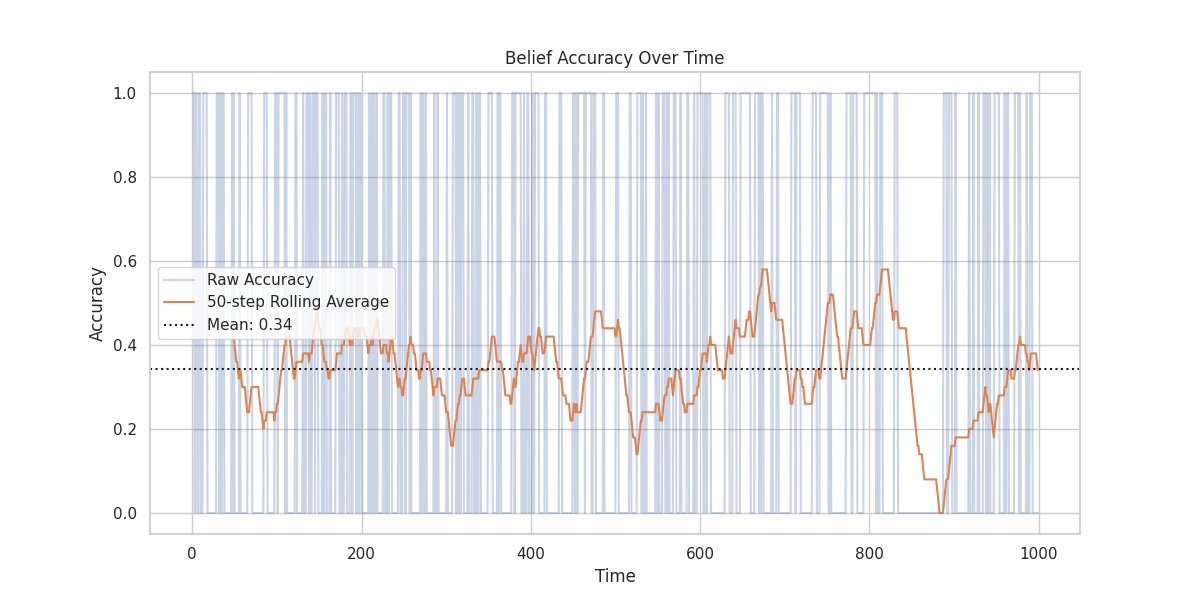 Belief Accuracy Over Time
1.0
0.8
0.6
0.4
0.2
0.0
Accuracy
Raw Accuracy
50-step Rolling Average
Mean: 0.34
0 200 400 600 800 1000
Time